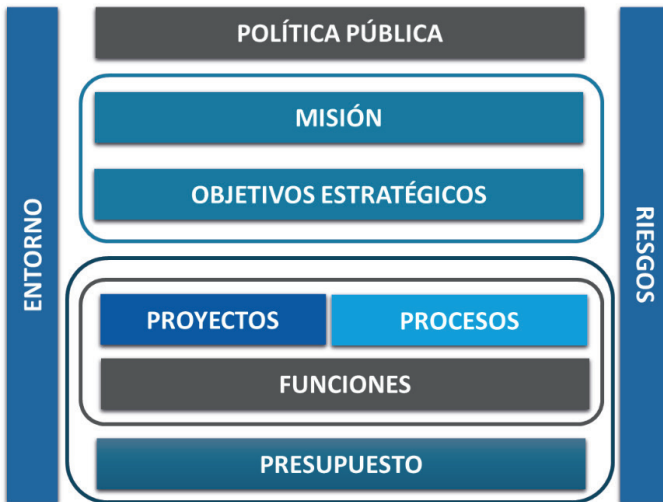 POLÍTICA PÚBLICA
MISIÓN
OBJETIVOS ESTRATÉGICOS
ENTORNO
RIESGOS
PROYECTOS
PROCESOS
FUNCIONES
PRESUPUESTO